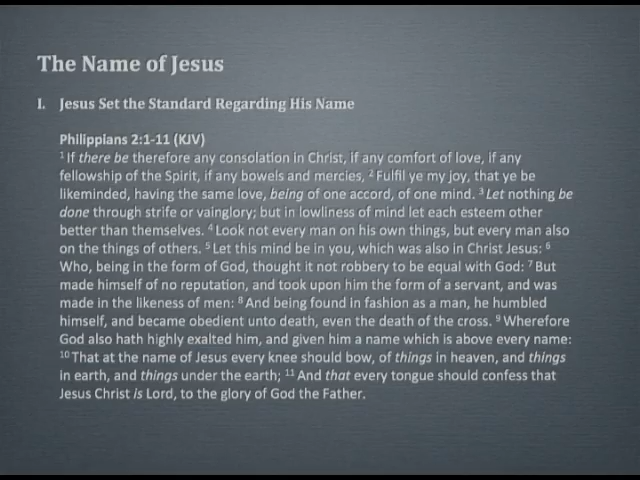 The Name of Jesus
I. Jesus Set the Standard Regarding His Name
Philippians 2:1-11 (KJV)
1 If there be therefore any consolation in Christ, if any comfort of love, if any
fellowship of the Spirit, if any bowels and mercies, 2 Fulfil ye my joy, that ye be
likeminded, having the same love, being of one accord, of one mind. 3 Let nothing be
done through strife or vainglory; but in lowliness of mind let each esteem other
better than themselves. 4 Look not every man on his own things, but every man also
on the things of others. 5 Let this mind be in you, which was also in Christ Jesus: 6
Who, being in the form of God, thought it not robbery to be equal with God: 7 But
made himself of no reputation, and took upon him the form of a servant, and was
made in the likeness of men: 8 And being found in fashion as a man, he humbled
himself, and became obedient unto death, even the death of the cross. 9 Wherefore
God also hath highly exalted him, and given him a name which is above every name:
10 That at the name of Jesus every knee should bow, of things in heaven, and things
in earth, and things under the earth; 11 And that every tongue should confess that
Jesus Christ is Lord, to the glory of God the Father.